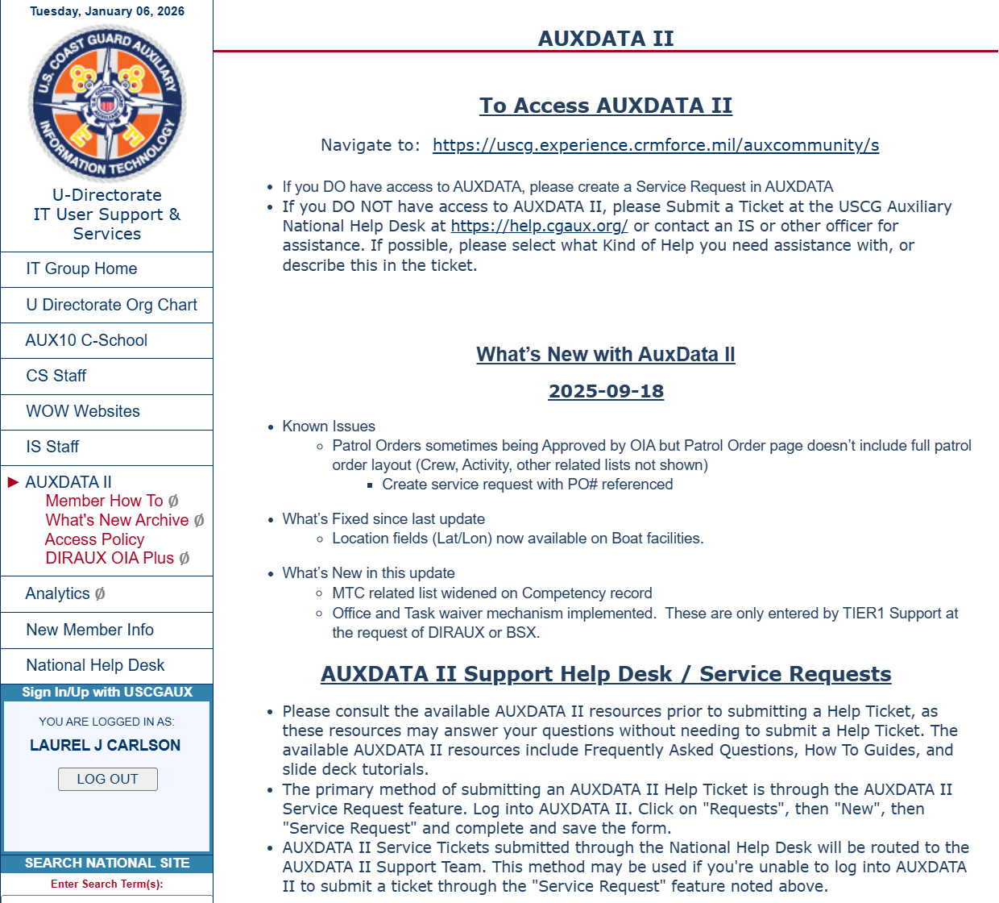 Tuesday, January 06, 2026
U.S. COAST GUARD AUXILIARY
U.S. COAST GUARD
AUXILIARY
INFORMATION TECHNOLOGY
U-Directorate
IT User Support &
Services
IT Group Home
U Directorate Org Chart
AUX10 C-School
CS Staff
WOW Websites
IS Staff
► AUXDATA II
Member How To Ø
What's New Archive Ø
Access Policy
DIRAUX OIA Plus Ø
Analytics Ø
New Member Info
National Help Desk
Sign In/Up with USCGAUX
YOU ARE LOGGED IN AS:
LAUREL J CARLSON
LOG OUT
SEARCH NATIONAL SITE
Enter Search Term(s):
AUXDATA II
To Access AUXDATA II
Navigate to: https://uscg.experience.crmforce.mil/auxcommunity/s
• If you DO have access to AUXDATA, please create a Service Request in AUXDATA
• If you DO NOT have access to AUXDATA II, please Submit a Ticket at the USCG Auxiliary
National Help Desk at https://help.cgaux.org/ or contact an IS or other officer for
assistance. If possible, please select what Kind of Help you need assistance with, or
describe this in the ticket.
What’s New with AuxData II
2025-09-18
• Known Issues
◦ Patrol Orders sometimes being Approved by OIA but Patrol Order page doesn’t include full patrol
order layout (Crew, Activity, other related lists not shown)
▪ Create service request with PO# referenced
• What’s Fixed since last update
◦ Location fields (Lat/Lon) now available on Boat facilities.
• What’s New in this update
◦ MTC related list widened on Competency record
◦ Office and Task waiver mechanism implemented.  These are only entered by TIER1 Support at
the request of DIRAUX or BSX.
AUXDATA II Support Help Desk / Service Requests
• Please consult the available AUXDATA II resources prior to submitting a Help Ticket, as
these resources may answer your questions without needing to submit a Help Ticket. The
available AUXDATA II resources include Frequently Asked Questions, How To Guides, and
slide deck tutorials.
• The primary method of submitting an AUXDATA II Help Ticket is through the AUXDATA II
Service Request feature. Log into AUXDATA II. Click on "Requests", then "New", then
"Service Request" and complete and save the form.
• AUXDATA II Service Tickets submitted through the National Help Desk will be routed to the
AUXDATA II Support Team. This method may be used if you're unable to log into AUXDATA
II to submit a ticket through the "Service Request" feature noted above.